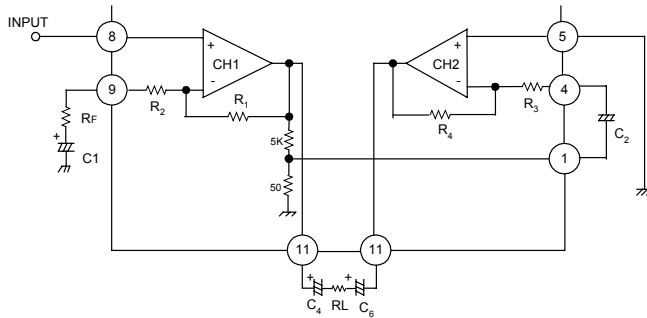 INPUT
8
5
+
CH1
-
+
CH2
-
9
R2
R1
R3
4
RF
+
C1
5K
R4
C2
1
50
11
11
+
+
C4
RL
C6